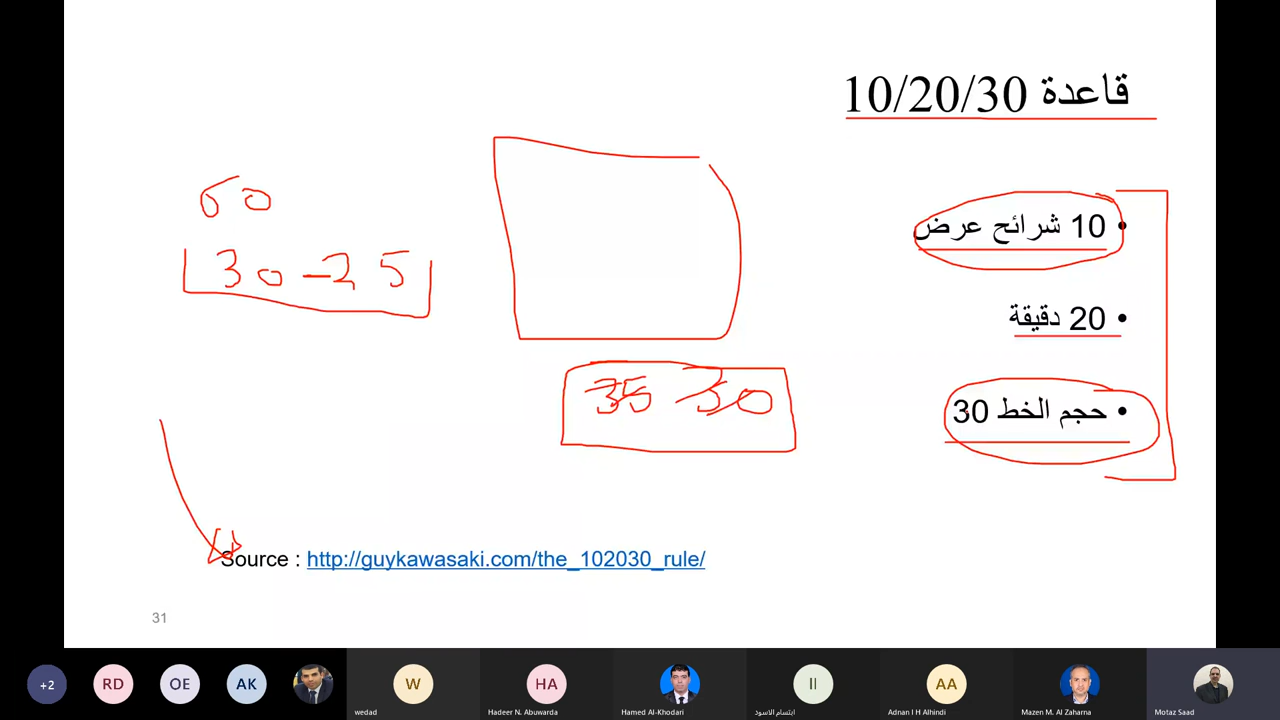 قاعدة 10/20/30
• 10 شرائح عرض
• 20 دقيقة
• حجم الخط 30
30-25
35 30
Source : http://guykawasaki.com/the_102030_rule/
31
+2 RD OE AK W HA II AA
wedad Hadeer N. Abuwarda Hamed Al-Khodari ابتسام الاسود Adnan I H Alhindi Mazen M. Al Zaharna Motaz Saad